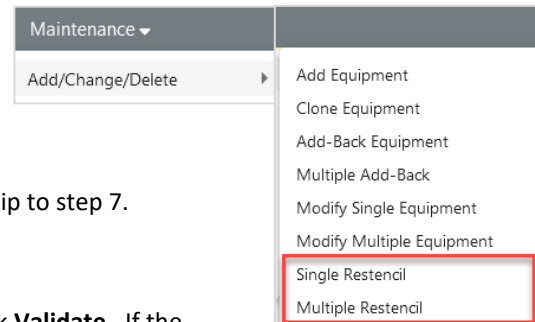 Maintenance
Add/Change/Delete
Add Equipment
Clone Equipment
Add-Back Equipment
Multiple Add-Back
Modify Single Equipment
Modify Multiple Equipment
Single Restencil
Multiple Restencil
to step 7.
Validate. If the